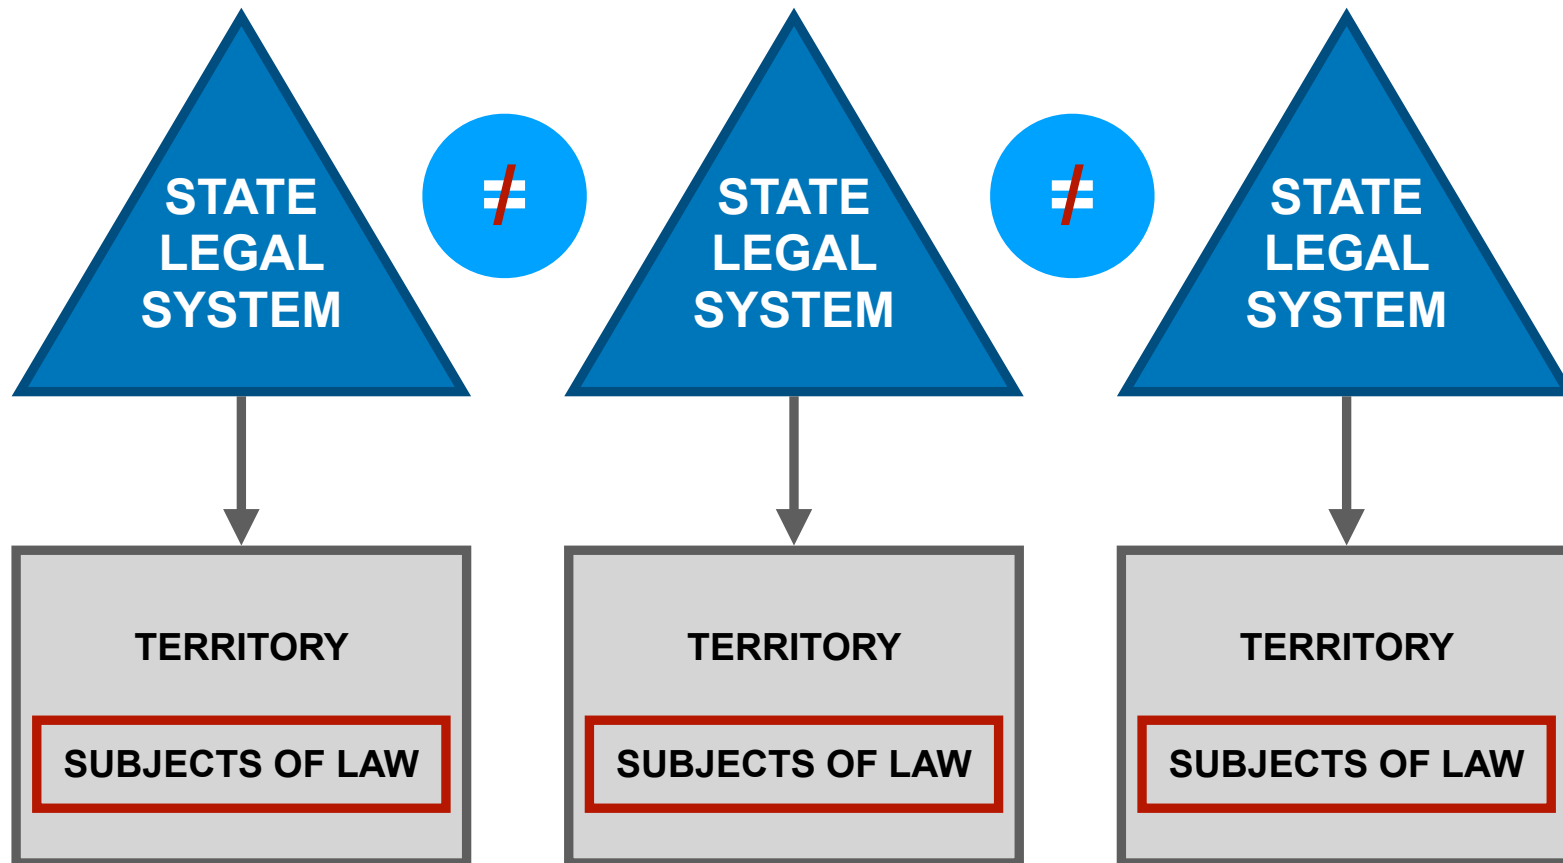 STATE
LEGAL
SYSTEM
≠
STATE
LEGAL
SYSTEM
≠
STATE
LEGAL
SYSTEM
TERRITORY
SUBJECTS OF LAW
TERRITORY
SUBJECTS OF LAW
TERRITORY
SUBJECTS OF LAW